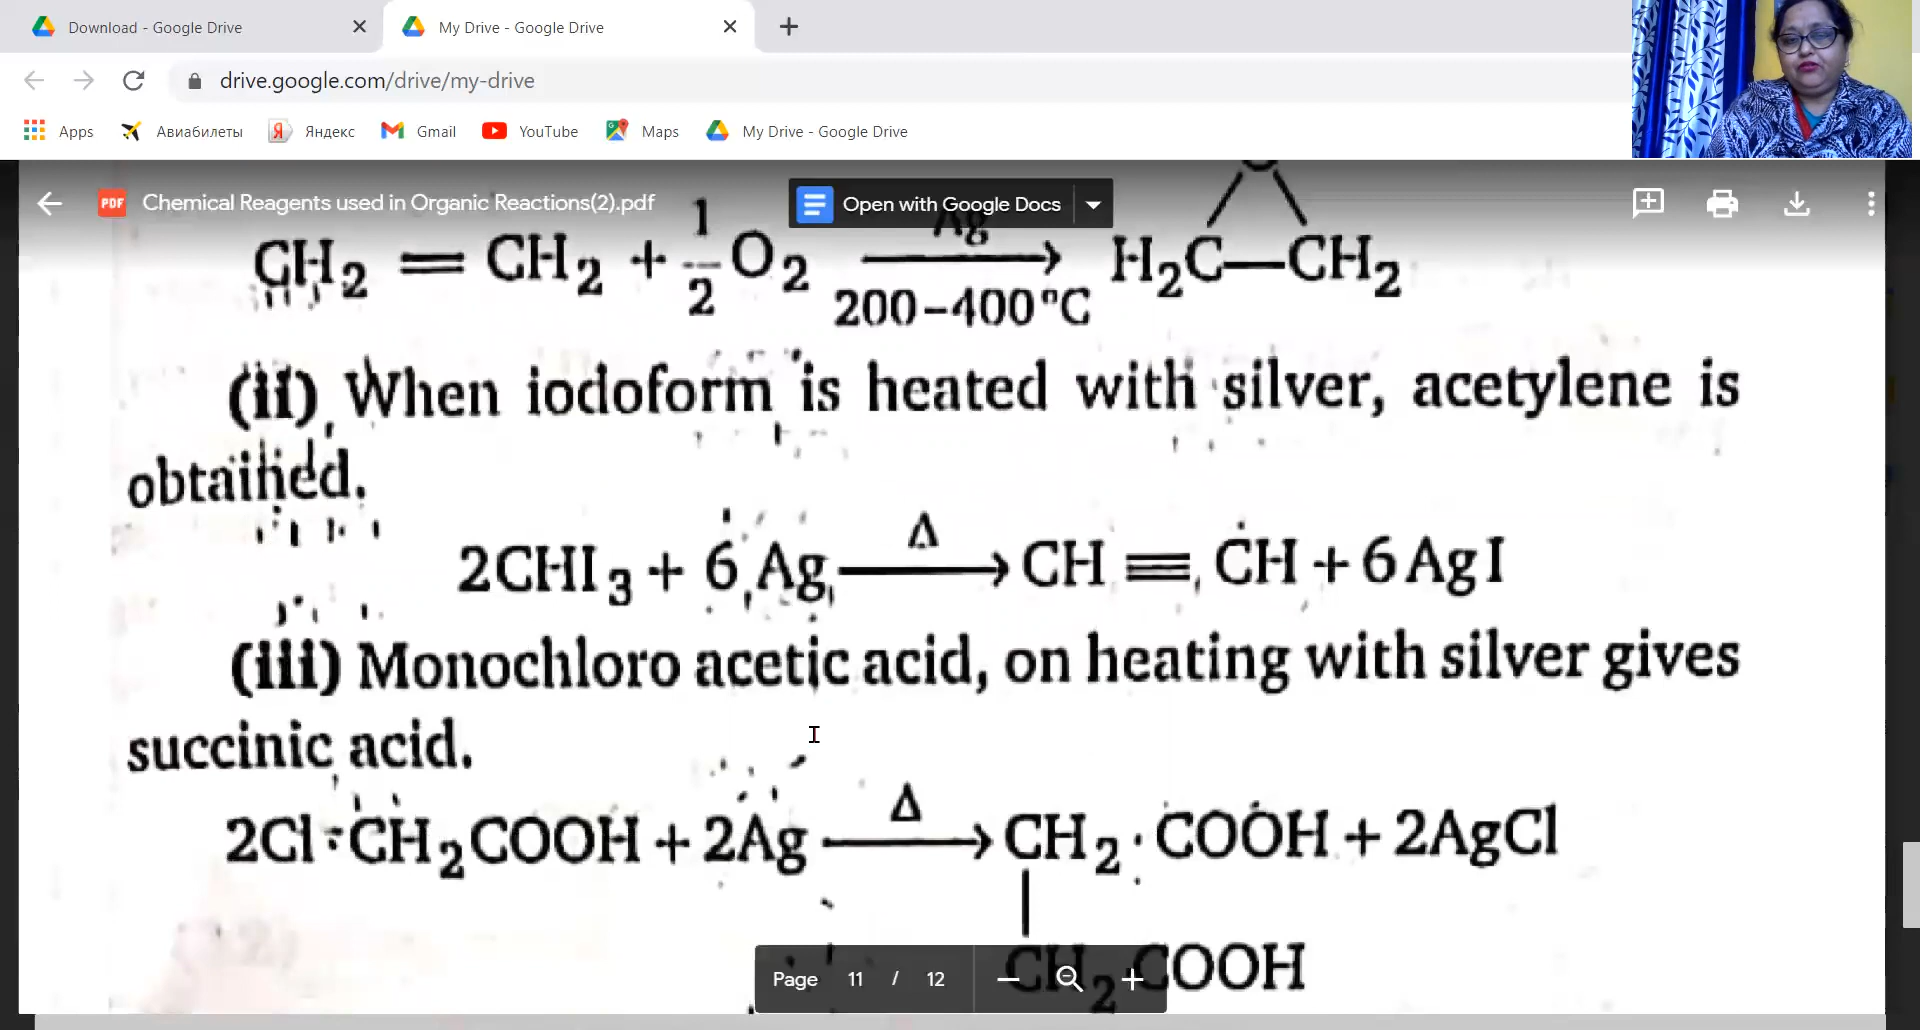 Download - Google Drive
My Drive - Google Drive
drive.google.com/drive/my-drive
Apps Авиабилеты Яндекс Gmail YouTube Maps My Drive - Google Drive
PDF Chemical Reagents used in Organic Reactions(2).pdf
Open with Google Docs
CH2 = CH2 + 1/2 O2 Ag → 200–400°C H2C—CH2
(ii) When iodoform is heated with silver, acetylene is
obtained.
2CHI3 + 6 Ag Δ → CH ≡ CH + 6 AgI
(iii) Monochloro acetic acid, on heating with silver gives
succinic acid.
2Cl·CH2COOH + 2Ag Δ → CH2·COOH + 2AgCl
|
CH2COOH
Page 11 / 12